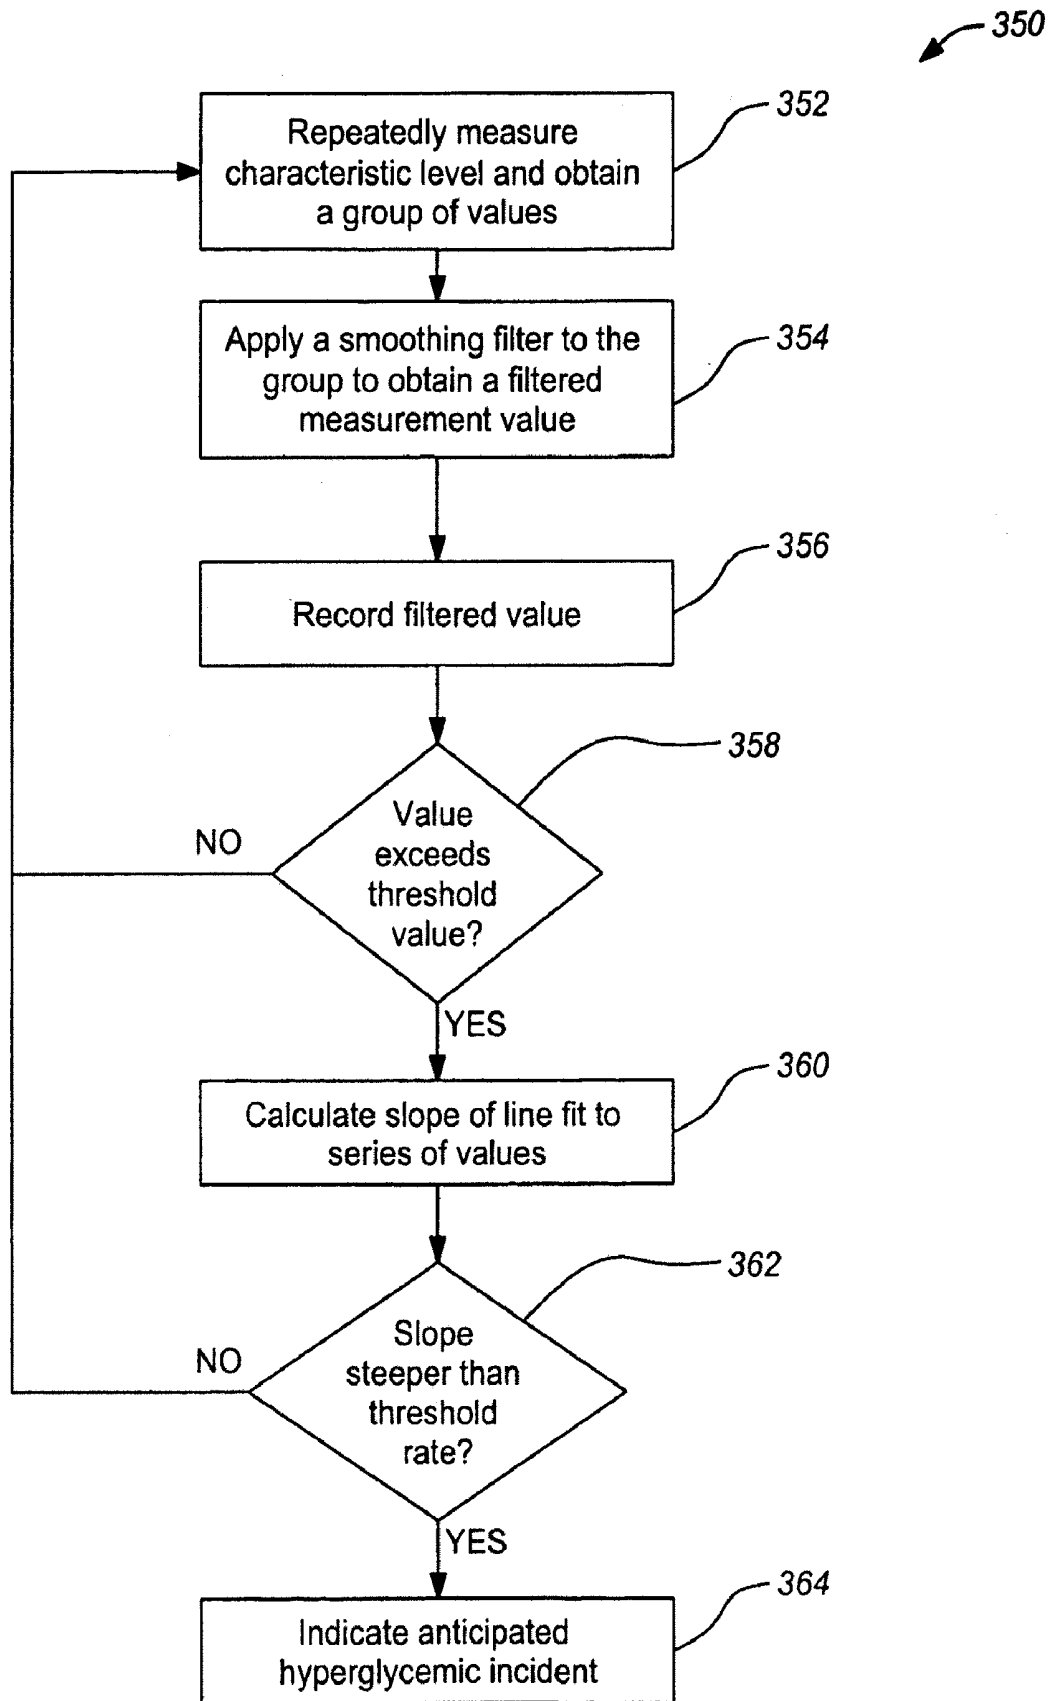 350
352
Repeatedly measure
characteristic level and obtain
a group of values
354
Apply a smoothing filter to the
group to obtain a filtered
measurement value
356
Record filtered value
358
Value
exceeds
threshold
value?
NO
YES
360
Calculate slope of line fit to
series of values
362
Slope
steeper than
threshold
rate?
NO
YES
364
Indicate anticipated
hyperglycemic incident